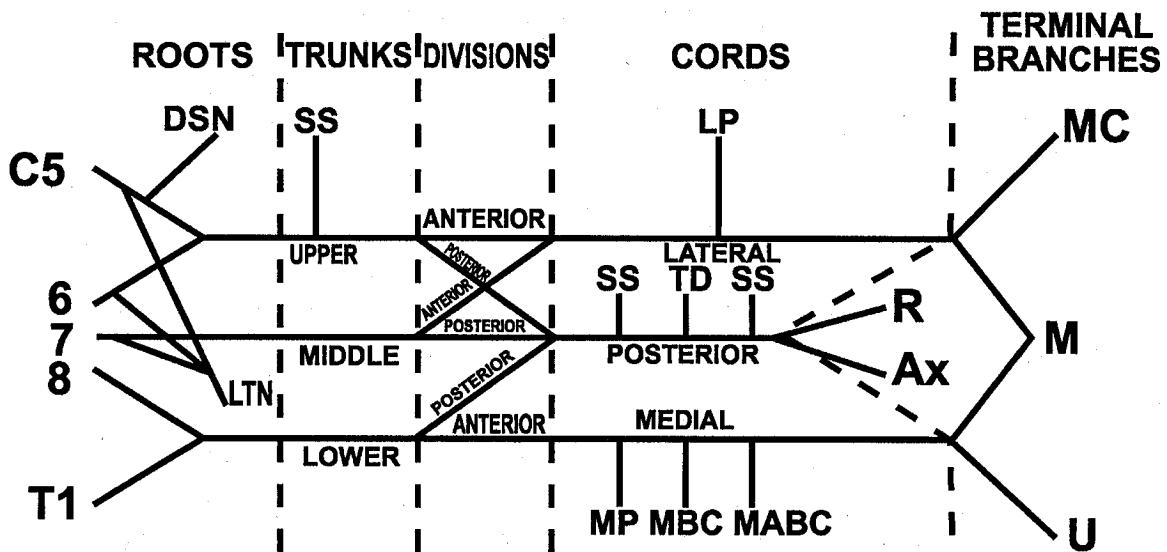 TERMINAL
ROOTS TRUNKS DIVISIONS CORDS BRANCHES
DSN SS LP MC
C5
ANTERIOR
UPPER POSTERIOR LATERAL
6 ANTERIOR SS TD SS R
7 POSTERIOR M
MIDDLE POSTERIOR
8 LTN POSTERIOR Ax
ANTERIOR MEDIAL
LOWER
T1 MP MBC MABC U